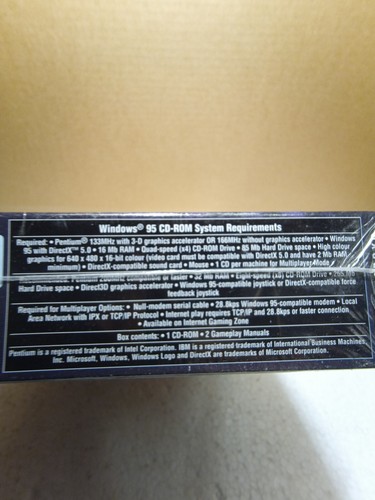 Windows® 95 CD-ROM System Requirements
Required: • Pentium® 133MHz with 3-D graphics accelerator OR 166MHz without graphics accelerator • Windows
95 with DirectX™ 5.0 • 16 Mb RAM • Quad-speed (x4) CD-ROM Drive • 85 Mb Hard Drive space • High colour
graphics for 640 x 480 x 16-bit colour (video card must be compatible with DirectX 5.0 and have 2 Mb RAM
minimum) • DirectX-compatible sound card • Mouse • 1 CD per machine for Multiplayer Mode
CD-ROM Drive
Hard Drive space • Direct3D graphics accelerator • Windows 95-compatible joystick or DirectX-compatible force
feedback joystick
Required for Multiplayer Options: • Null-modem serial cable • 28.8kps Windows 95-compatible modem • Local
Area Network with IPX or TCP/IP Protocol • Internet play requires TCP/IP and 28.8kps or faster connection
• Available on Internet Gaming Zone
Box contents: • 1 CD-ROM • 2 Gameplay Manuals
Pentium is a registered trademark of Intel Corporation. IBM is a registered trademark of International Business Machines
Inc. Microsoft, Windows, Windows Logo and DirectX are trademarks of Microsoft Corporation.